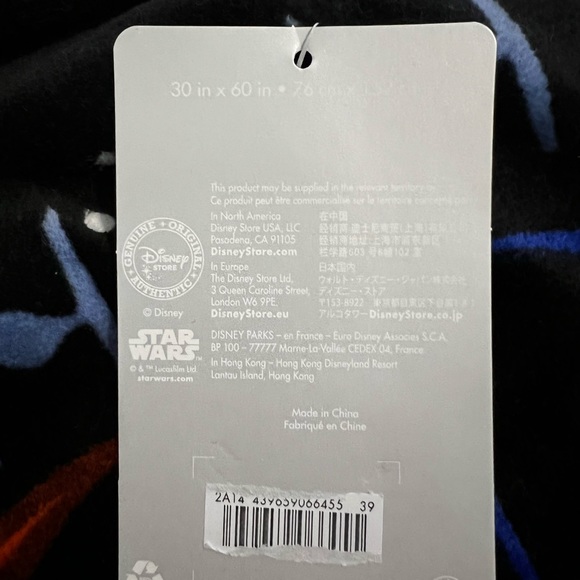 30 in x 60 in • 76 cm x
This product may be supplied in the relevant territory
Ce produit peut être commercialisé sur le territoire concerné
In North America
Disney Store USA, LLC
Pasadena, CA 91105
DisneyStore.com
In Europe
The Disney Store Ltd,
3 Queen Caroline Street,
London W6 9PE,
DisneyStore.eu
在中国
日本国内
ウォルト・ディズニー・ジャパン株式会社
ディズニー・ストア
〒153-8922
アルコタワー DisneyStore.co.jp
GENUINE • ORIGINAL
Disney
STORE
AUTHENTIC
© Disney
STAR
WARS™
© & ™ Lucasfilm Ltd.
starwars.com
DISNEY PARKS – en France – Euro Disney Associes S.C.A.
BP 100 – 77777 Marne-La-Vallée CEDEX 04, France.
In Hong Kong – Hong Kong Disneyland Resort
Lantau Island, Hong Kong
Made in China
Fabriqué en Chine
2A14 439639066455 39